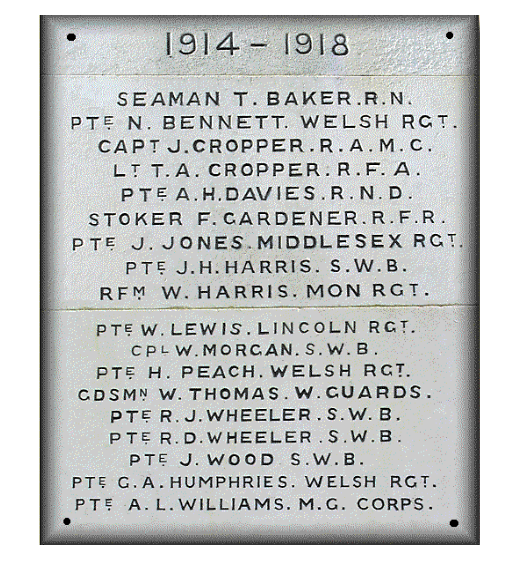 1914 - 1918
SEAMAN T. BAKER. R.N.
PTE N. BENNETT. WELSH RGT.
CAPT J. CROPPER. R.A.M.C.
LT T.A. CROPPER. R.F.A.
PTE A.H. DAVIES. R.N.D.
STOKER F. GARDENER. R.F.R.
PTE J. JONES. MIDDLESEX RGT.
PTE J.H. HARRIS. S.W.B.
RFM W. HARRIS. MON RGT.
PTE W. LEWIS. LINCOLN RGT.
CPL W. MORGAN. S.W.B.
PTE H. PEACH. WELSH RGT.
GDSMN W. THOMAS. W. GUARDS.
PTE R.J. WHEELER. S.W.B.
PTE R.D. WHEELER. S.W.B.
PTE J. WOOD S.W.B.
PTE G.A. HUMPHRIES. WELSH RGT.
PTE A.L. WILLIAMS. M.G. CORPS.